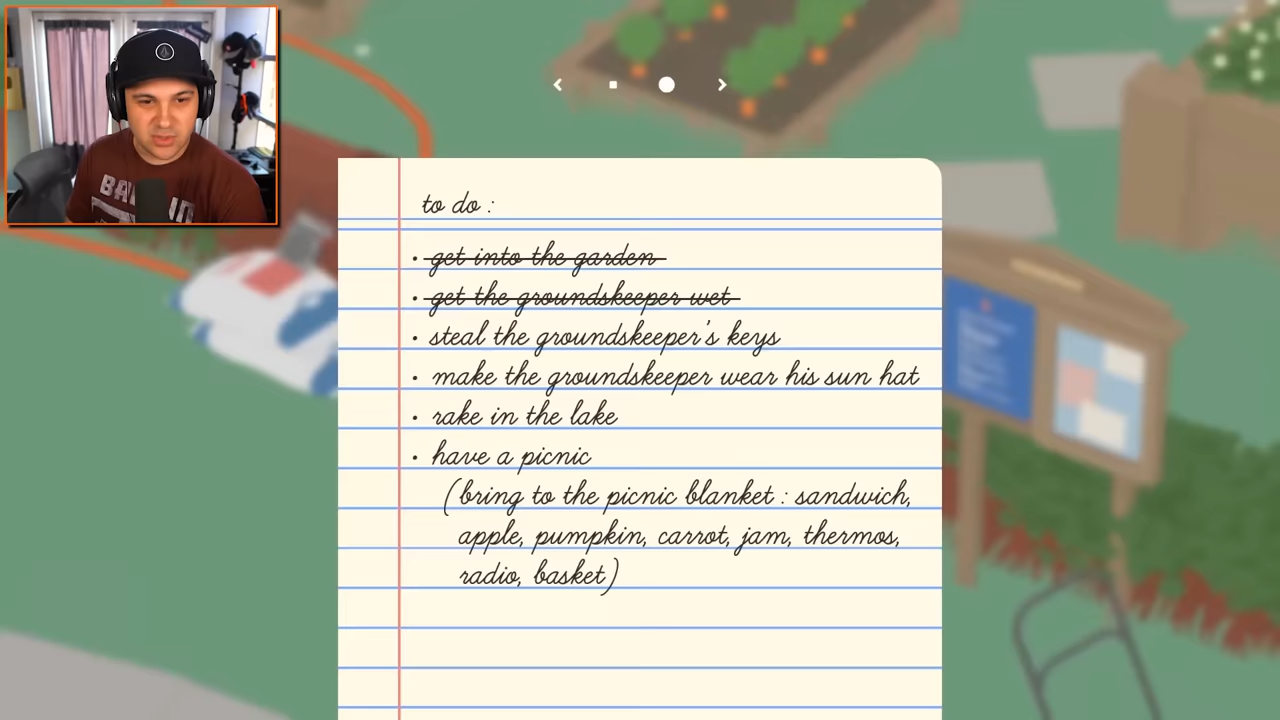 to do :
• get into the garden
• get the groundskeeper wet
• steal the groundskeeper's keys
• make the groundskeeper wear his sun hat
• rake in the lake
• have a picnic
(bring to the picnic blanket : sandwich,
apple, pumpkin, carrot, jam, thermos,
radio, basket)